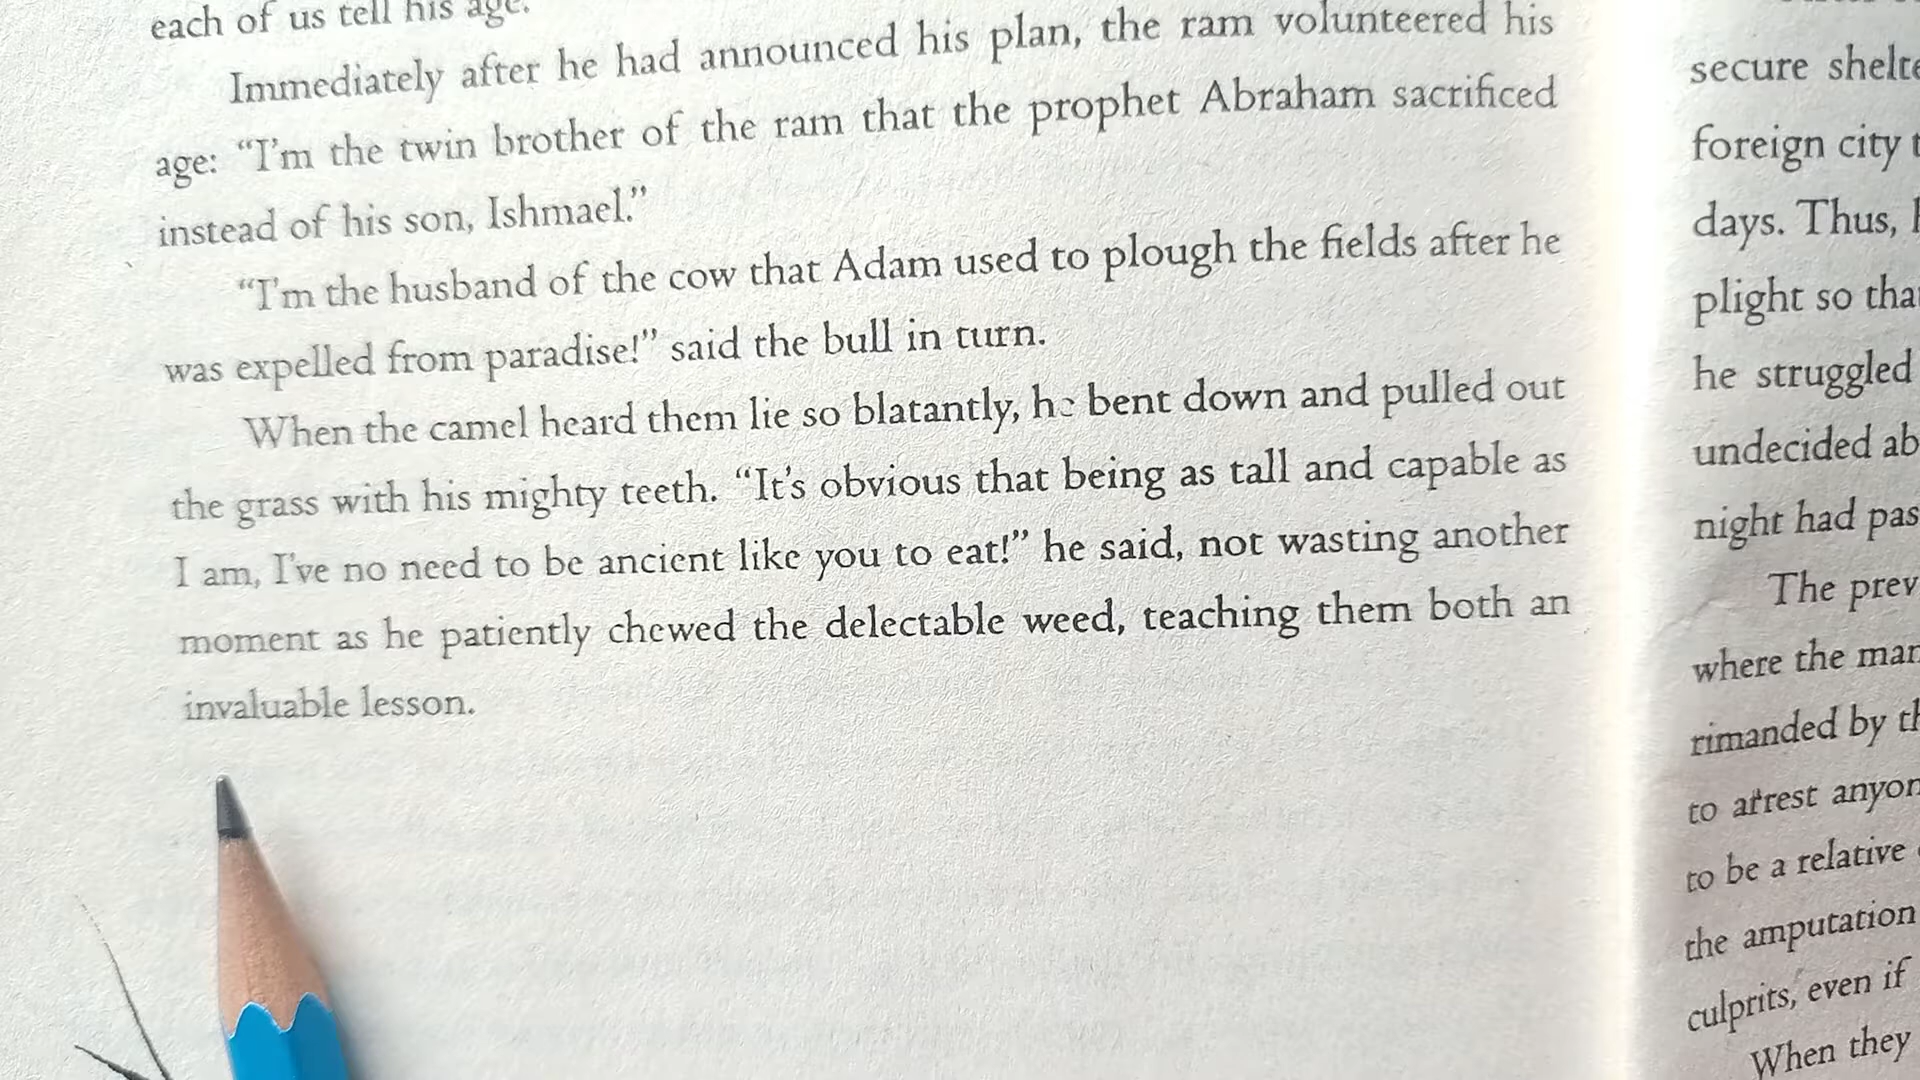 each of us tell his age.
Immediately after he had announced his plan, the ram volunteered his
age: “I’m the twin brother of the ram that the prophet Abraham sacrificed
instead of his son, Ishmael.”
“I’m the husband of the cow that Adam used to plough the fields after he
was expelled from paradise!” said the bull in turn.
When the camel heard them lie so blatantly, he bent down and pulled out
the grass with his mighty teeth. “It’s obvious that being as tall and capable as
I am, I’ve no need to be ancient like you to eat!” he said, not wasting another
moment as he patiently chewed the delectable weed, teaching them both an
invaluable lesson.
secure
foreign city
days. Thus,
plight so
he struggled
undecided
night had
The
where the
rimanded by
to arrest
to be a relative
the amputation
culprits, even if
When they